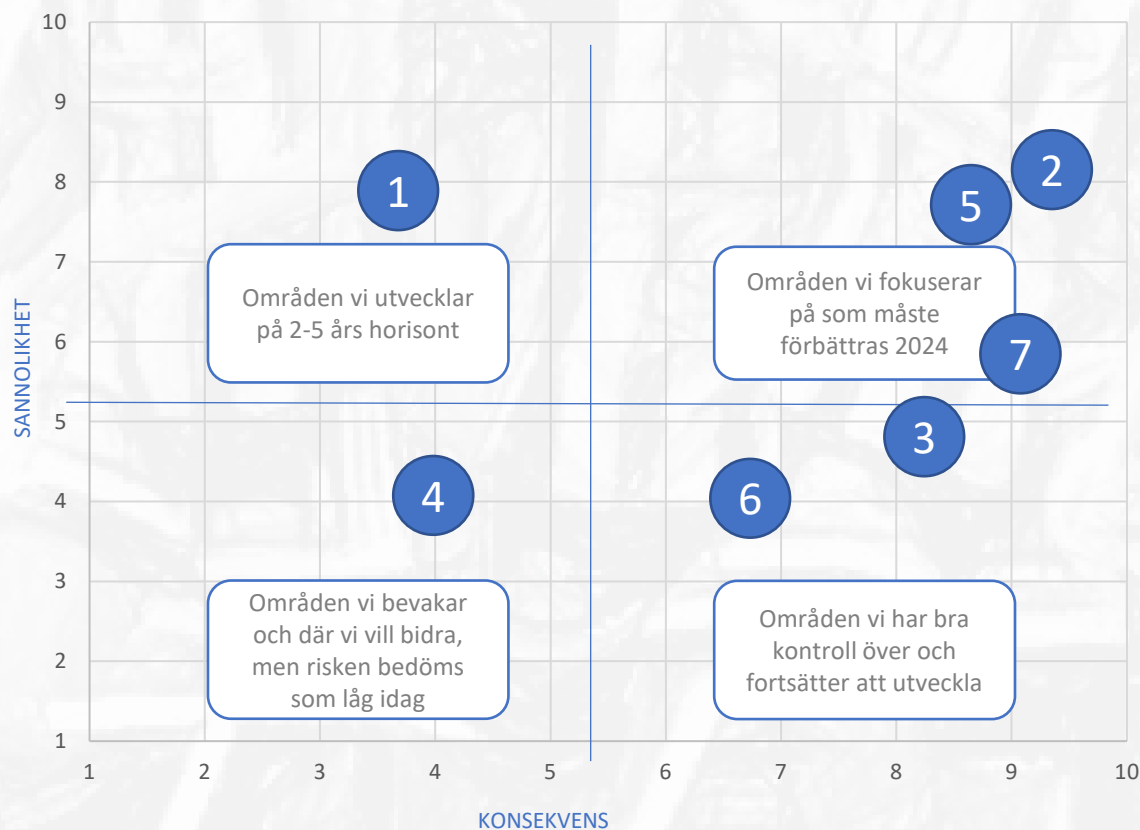 10
9
8
7
6
5
4
3
2
1
SANNOLIKHET
1
2
5
7
3
4
6
Områden vi utvecklar
på 2-5 års horisont
Områden vi fokuserar
på som måste
förbättras 2024
Områden vi bevakar
och där vi vill bidra,
men risken bedöms
som låg idag
Områden vi har bra
kontroll över och
fortsätter att utveckla
1 2 3 4 5 6 7 8 9 10
KONSEKVENS